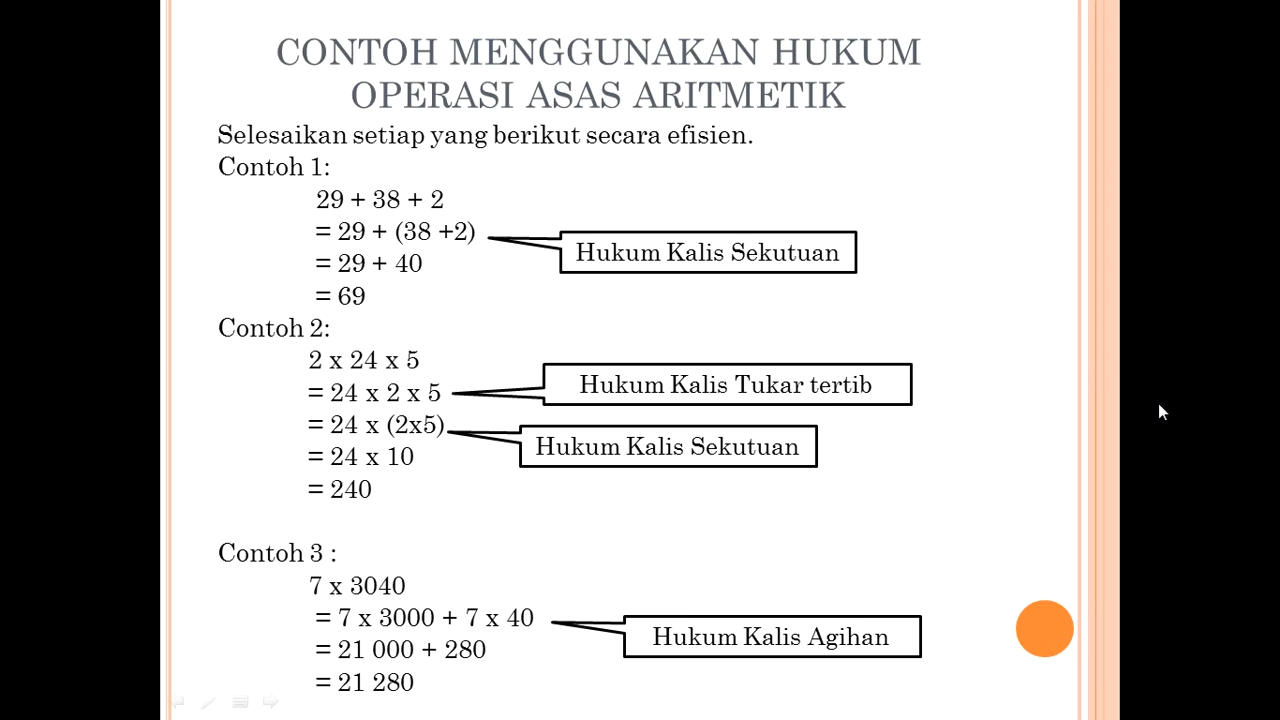 CONTOH MENGGUNAKAN HUKUM
OPERASI ASAS ARITMETIK
Selesaikan setiap yang berikut secara efisien.
Contoh 1:
29 + 38 + 2
= 29 + (38 +2)
Hukum Kalis Sekutuan
= 29 + 40
= 69
Contoh 2:
2 x 24 x 5
= 24 x 2 x 5
Hukum Kalis Tukar tertib
= 24 x (2x5)
Hukum Kalis Sekutuan
= 24 x 10
= 240
Contoh 3 :
7 x 3040
= 7 x 3000 + 7 x 40
Hukum Kalis Agihan
= 21 000 + 280
= 21 280